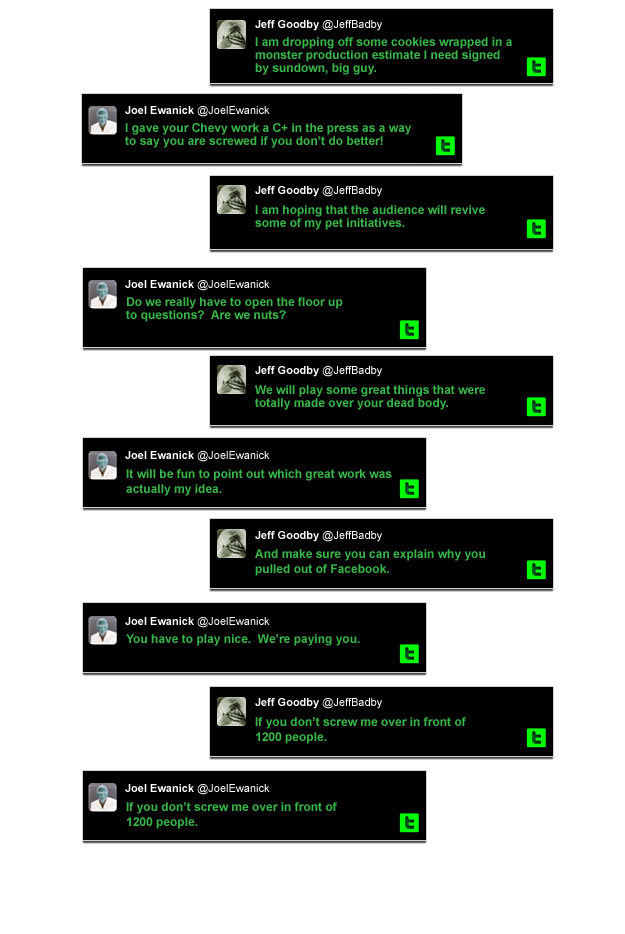 Jeff Goodby @JeffBadby
I am dropping off some cookies wrapped in a
monster production estimate I need signed
by sundown, big guy.
Joel Ewanick @JoelEwanick
I gave your Chevy work a C+ in the press as a way
to say you are screwed if you don’t do better!
Jeff Goodby @JeffBadby
I am hoping that the audience will revive
some of my pet initiatives.
Joel Ewanick @JoelEwanick
Do we really have to open the floor up
to questions?  Are we nuts?
Jeff Goodby @JeffBadby
We will play some great things that were
totally made over your dead body.
Joel Ewanick @JoelEwanick
It will be fun to point out which great work was
actually my idea.
Jeff Goodby @JeffBadby
And make sure you can explain why you
pulled out of Facebook.
Joel Ewanick @JoelEwanick
You have to play nice.  We’re paying you.
Jeff Goodby @JeffBadby
If you don’t screw me over in front of
1200 people.
Joel Ewanick @JoelEwanick
If you don’t screw me over in front of
1200 people.